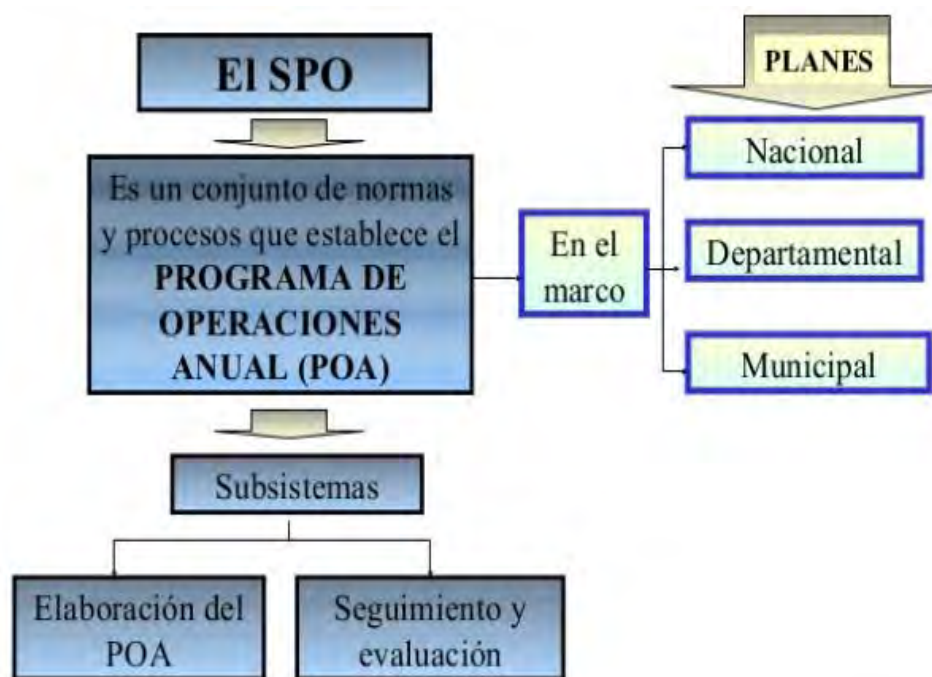 El SPO
Es un conjunto de normas
y procesos que establece el
PROGRAMA DE
OPERACIONES
ANUAL (POA)
En el
marco
PLANES
Nacional
Departamental
Municipal
Subsistemas
Elaboración del
POA
Seguimiento y
evaluación